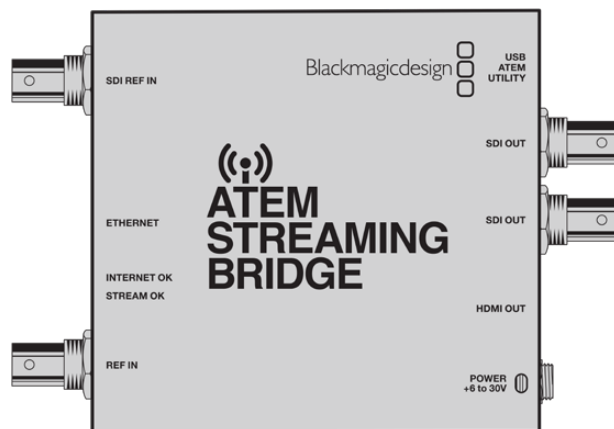 Blackmagicdesign
USB
ATEM
UTILITY
SDI REF IN
SDI OUT
ATEM
STREAMING
BRIDGE
ETHERNET
SDI OUT
INTERNET OK
STREAM OK
HDMI OUT
REF IN
POWER
+6 to 30V